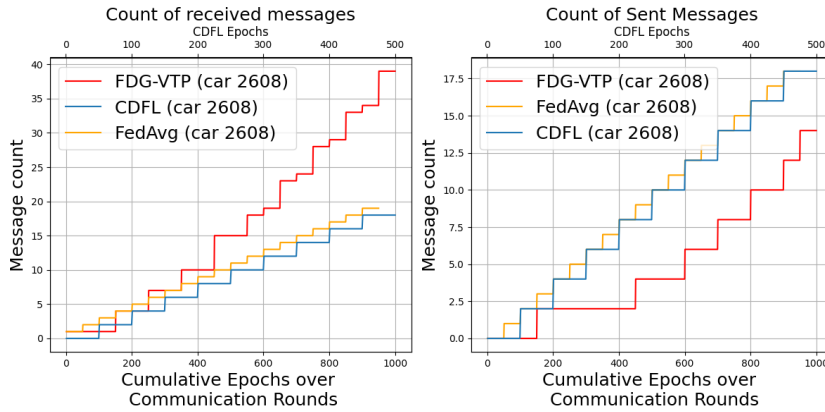 Count of received messages
CDFL Epochs
0 100 200 300 400 500
40
35
30
25
20
15
10
5
0
Message count
FDG-VTP (car 2608)
CDFL (car 2608)
FedAvg (car 2608)
0 200 400 600 800 1000
Cumulative Epochs over
Communication Rounds
Count of Sent Messages
CDFL Epochs
0 100 200 300 400 500
17.5
15.0
12.5
10.0
7.5
5.0
2.5
0.0
Message count
FDG-VTP (car 2608)
FedAvg (car 2608)
CDFL (car 2608)
0 200 400 600 800 1000
Cumulative Epochs over
Communication Rounds